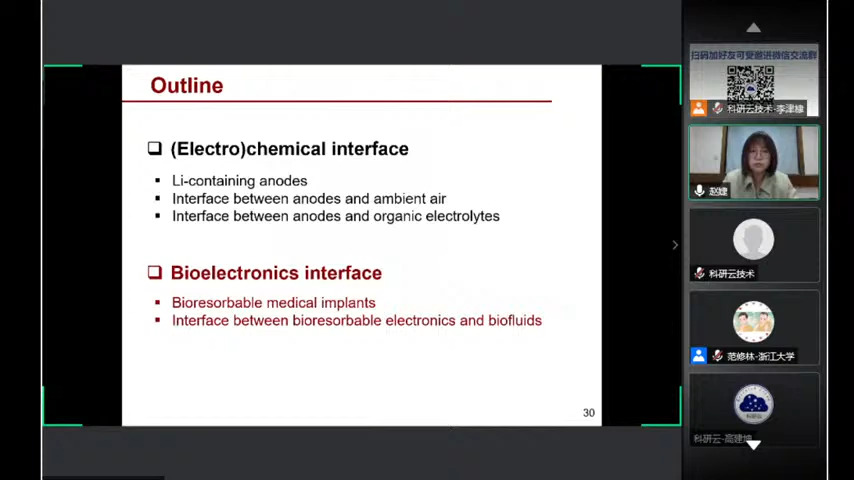 Outline
(Electro)chemical interface
Li-containing anodes
Interface between anodes and ambient air
Interface between anodes and organic electrolytes
Bioelectronics interface
Bioresorbable medical implants
Interface between bioresorbable electronics and biofluids
30
扫码加好友可受邀进微信交流群
科研云技术-李津棣
赵婕
科研云技术
范修林-浙江大学
科研云-高建坤